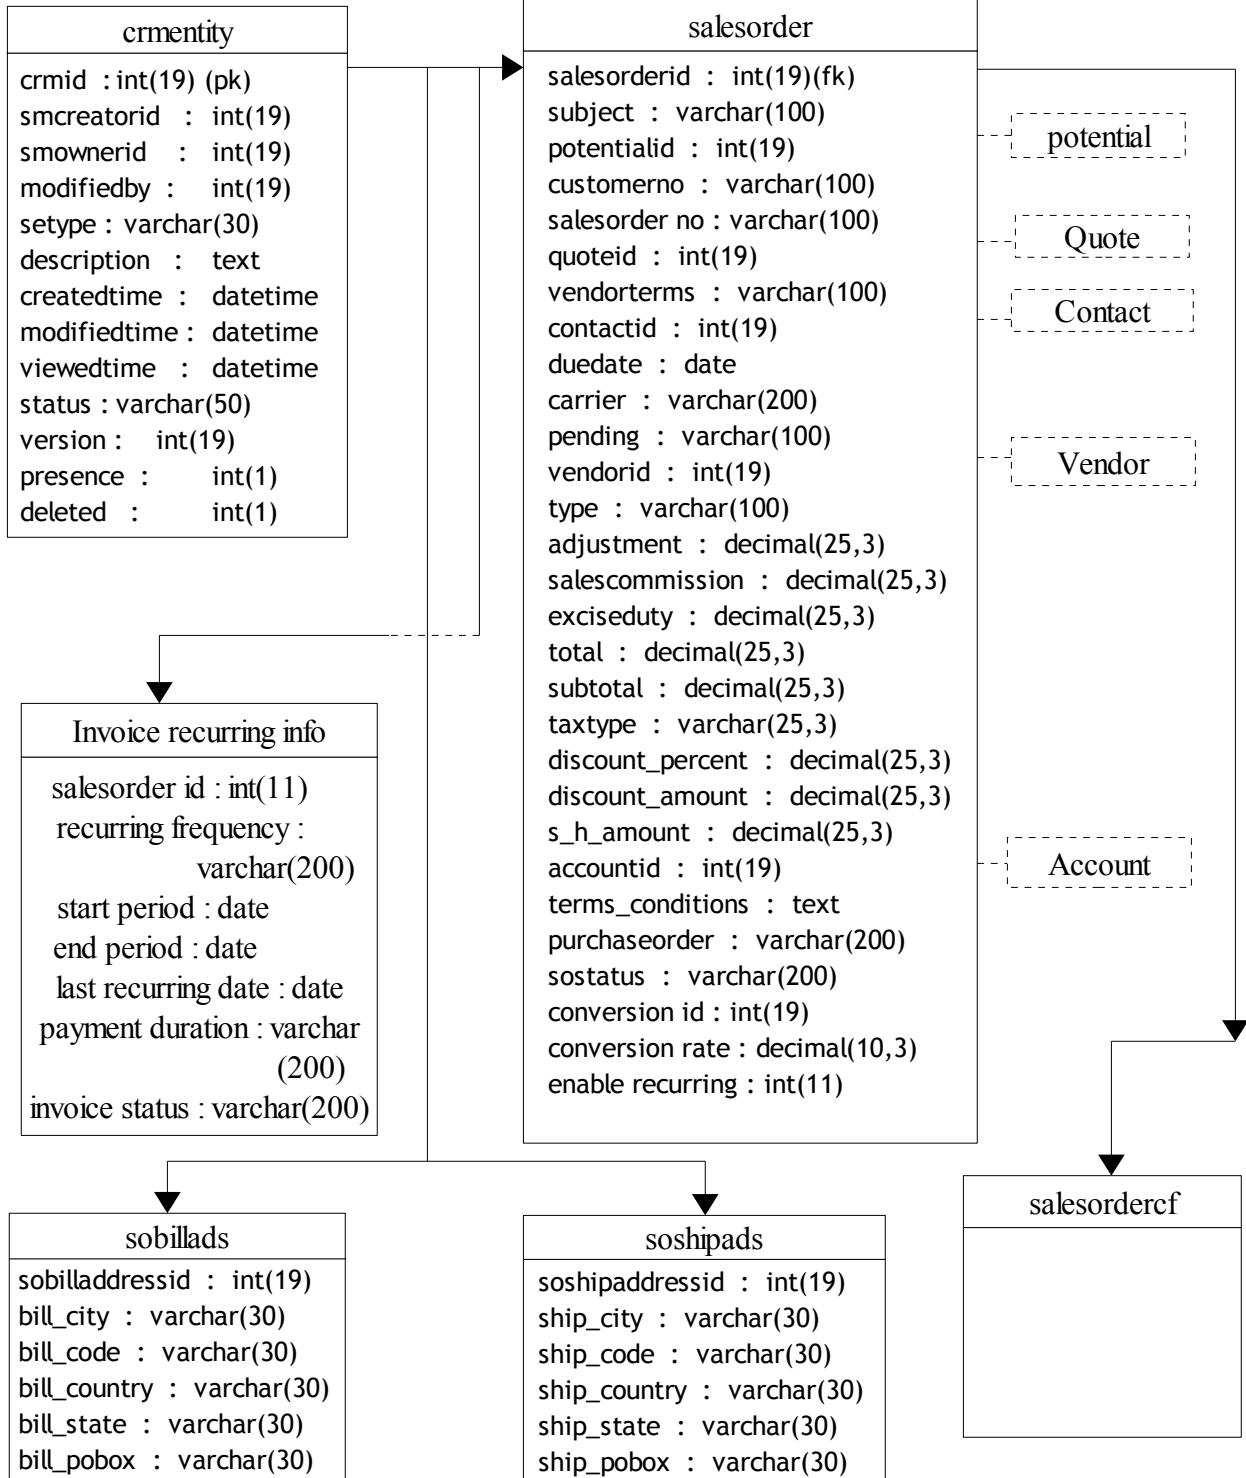 crmentity
crmid : int(19) (pk)
smcreatorid : int(19)
smownerid : int(19)
modifiedby : int(19)
setype : varchar(30)
description : text
createdtime : datetime
modifiedtime : datetime
viewedtime : datetime
status : varchar(50)
version : int(19)
presence : int(1)
deleted : int(1)
salesorder
salesorderid : int(19)(fk)
subject : varchar(100)
potentialid : int(19)
customerno : varchar(100)
salesorder no : varchar(100)
quoteid : int(19)
vendorterms : varchar(100)
contactid : int(19)
duedate : date
carrier : varchar(200)
pending : varchar(100)
vendorid : int(19)
type : varchar(100)
adjustment : decimal(25,3)
salescommission : decimal(25,3)
exciseduty : decimal(25,3)
total : decimal(25,3)
subtotal : decimal(25,3)
taxtype : varchar(25,3)
discount_percent : decimal(25,3)
discount_amount : decimal(25,3)
s_h_amount : decimal(25,3)
accountid : int(19)
terms_conditions : text
purchaseorder : varchar(200)
sostatus : varchar(200)
conversion id : int(19)
conversion rate : decimal(10,3)
enable recurring : int(11)
potential
Quote
Contact
Vendor
Account
Invoice recurring info
salesorder id : int(11)
recurring frequency :
varchar(200)
start period : date
end period : date
last recurring date : date
payment duration : varchar
(200)
invoice status : varchar(200)
sobillads
sobilladdressid : int(19)
bill_city : varchar(30)
bill_code : varchar(30)
bill_country : varchar(30)
bill_state : varchar(30)
bill_pobox : varchar(30)
soshipads
soshipaddressid : int(19)
ship_city : varchar(30)
ship_code : varchar(30)
ship_country : varchar(30)
ship_state : varchar(30)
ship_pobox : varchar(30)
salesordercf